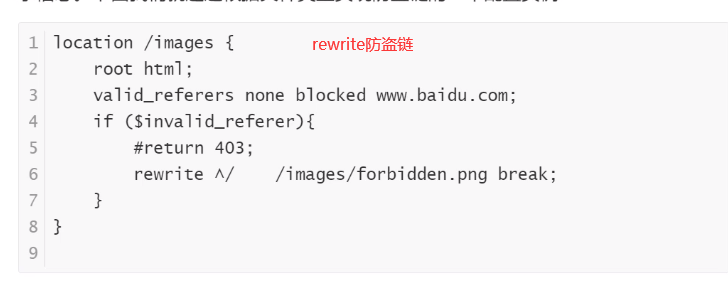 1 location /images { rewrite防盗链
2 root html;
3 valid_referers none blocked www.baidu.com;
4 if ($invalid_referer){
5 #return 403;
6 rewrite ^/ /images/forbidden.png break;
7 }
8 }
9